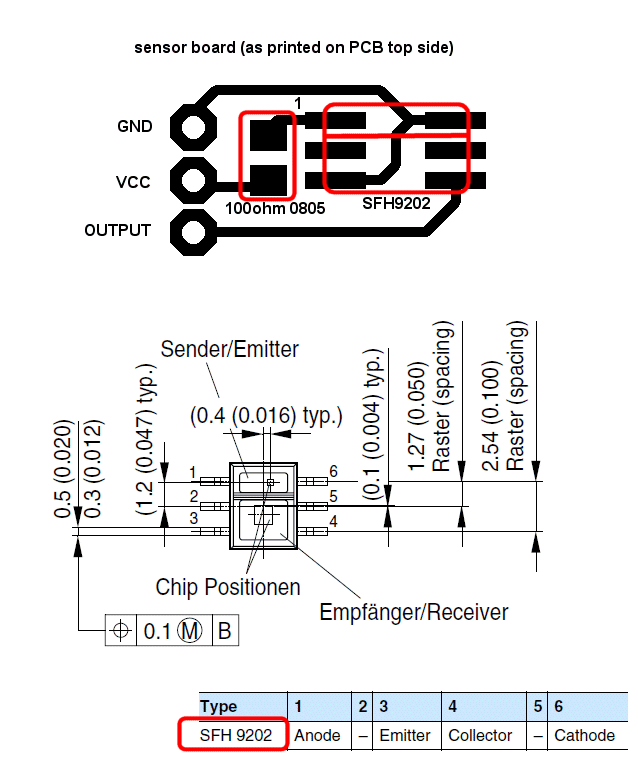 sensor board (as printed on PCB top side)
1
GND
VCC
OUTPUT
100ohm 0805
SFH9202
Sender/Emitter
(0.4 (0.016) typ.)
0.5 (0.020)
0.3 (0.012)
(1.2 (0.047) typ.)
(0.1 (0.004) typ.)
1.27 (0.050)
Raster (spacing)
2.54 (0.100)
Raster (spacing)
1 6
2 5
3 4
Chip Positionen
Empfänger/Receiver
0.1 Ⓜ B
Type 1 2 3 4 5 6
SFH 9202 Anode – Emitter Collector – Cathode